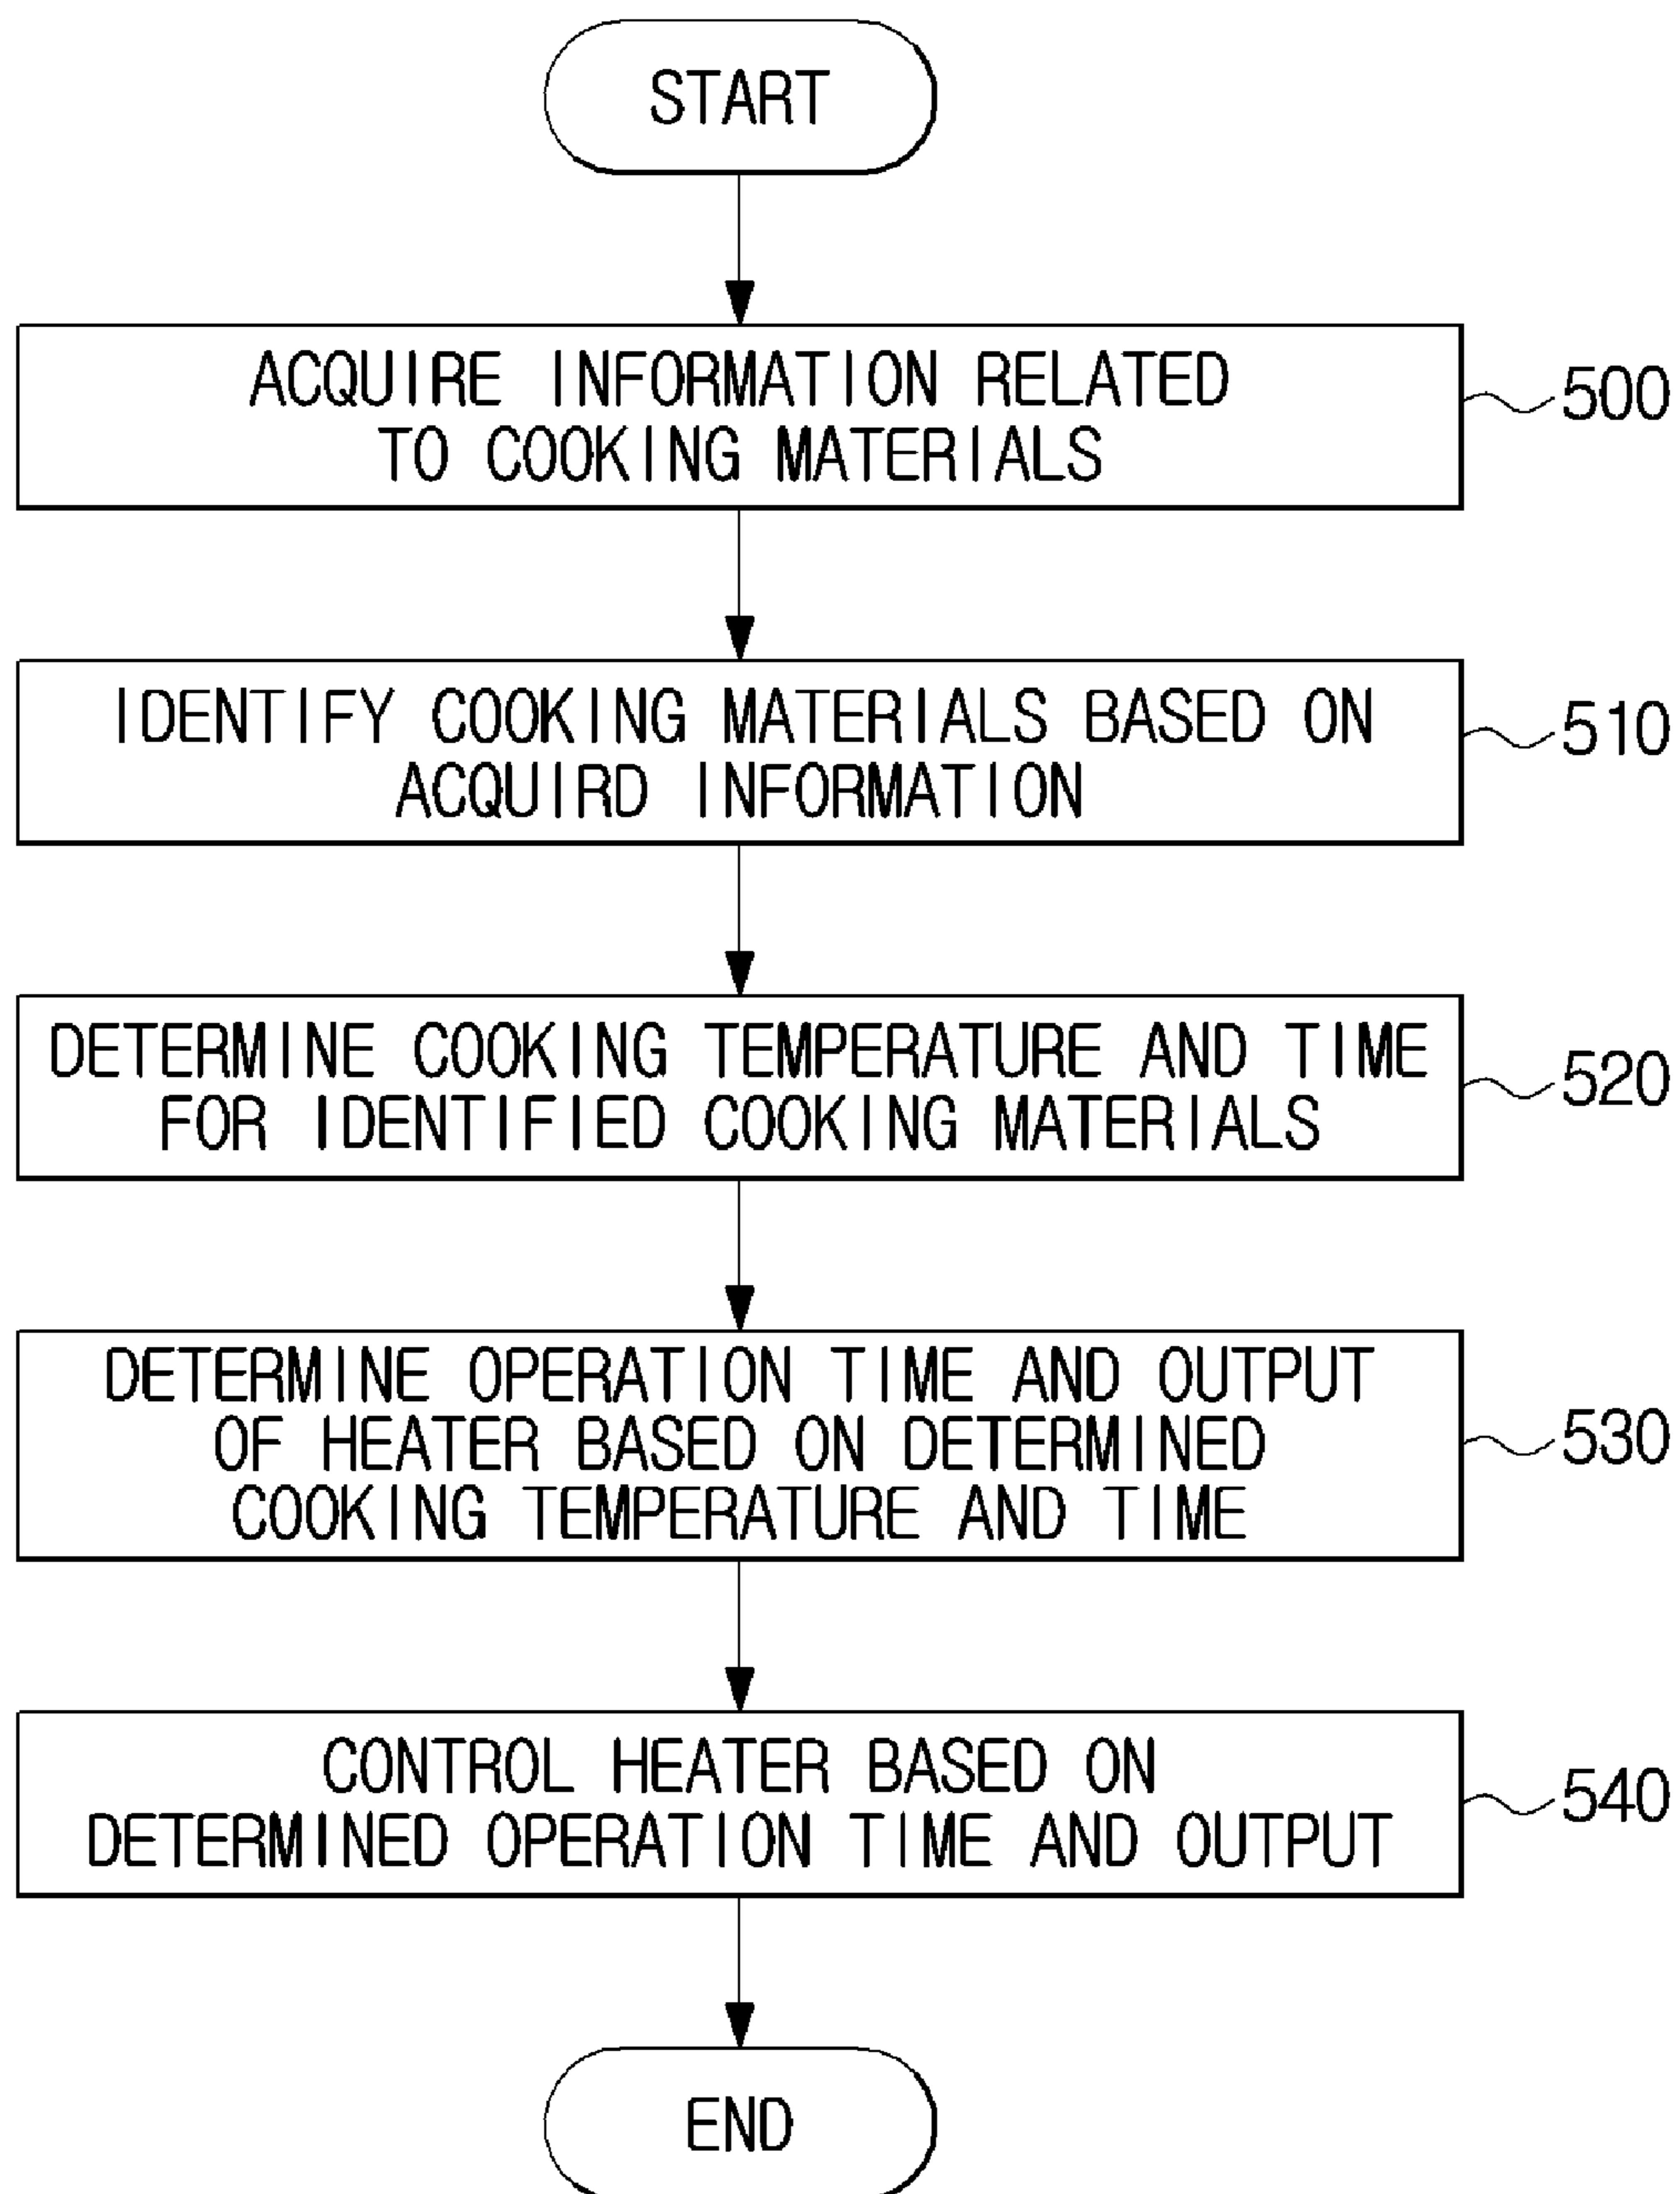 START
ACQUIRE INFORMATION RELATED
TO COOKING MATERIALS
500
IDENTIFY COOKING MATERIALS BASED ON
ACQUIRD INFORMATION
510
DETERMINE COOKING TEMPERATURE AND TIME
FOR IDENTIFIED COOKING MATERIALS
520
DETERMINE OPERATION TIME AND OUTPUT
OF HEATER BASED ON DETERMINED
COOKING TEMPERATURE AND TIME
530
CONTROL HEATER BASED ON
DETERMINED OPERATION TIME AND OUTPUT
540
END